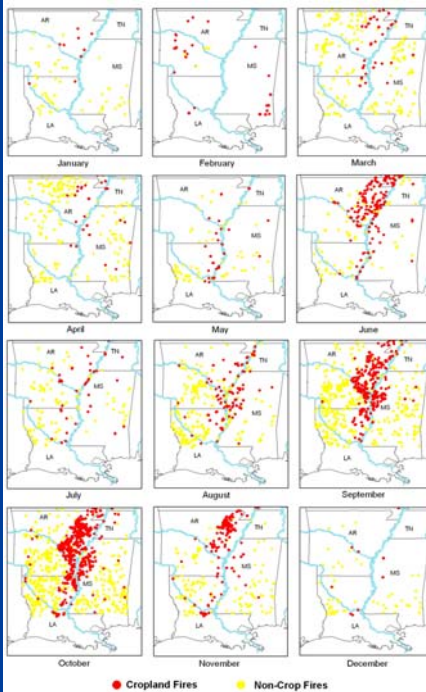 AR TN
MS
LA
January
AR TN
MS
LA
February
AR TN
MS
LA
March
AR TN
MS
LA
April
AR TN
MS
LA
May
AR TN
MS
LA
June
AR TN
MS
LA
July
AR TN
MS
LA
August
AR TN
MS
LA
September
AR TN
MS
LA
October
AR TN
MS
LA
November
AR TN
MS
LA
December
Cropland Fires Non-Crop Fires